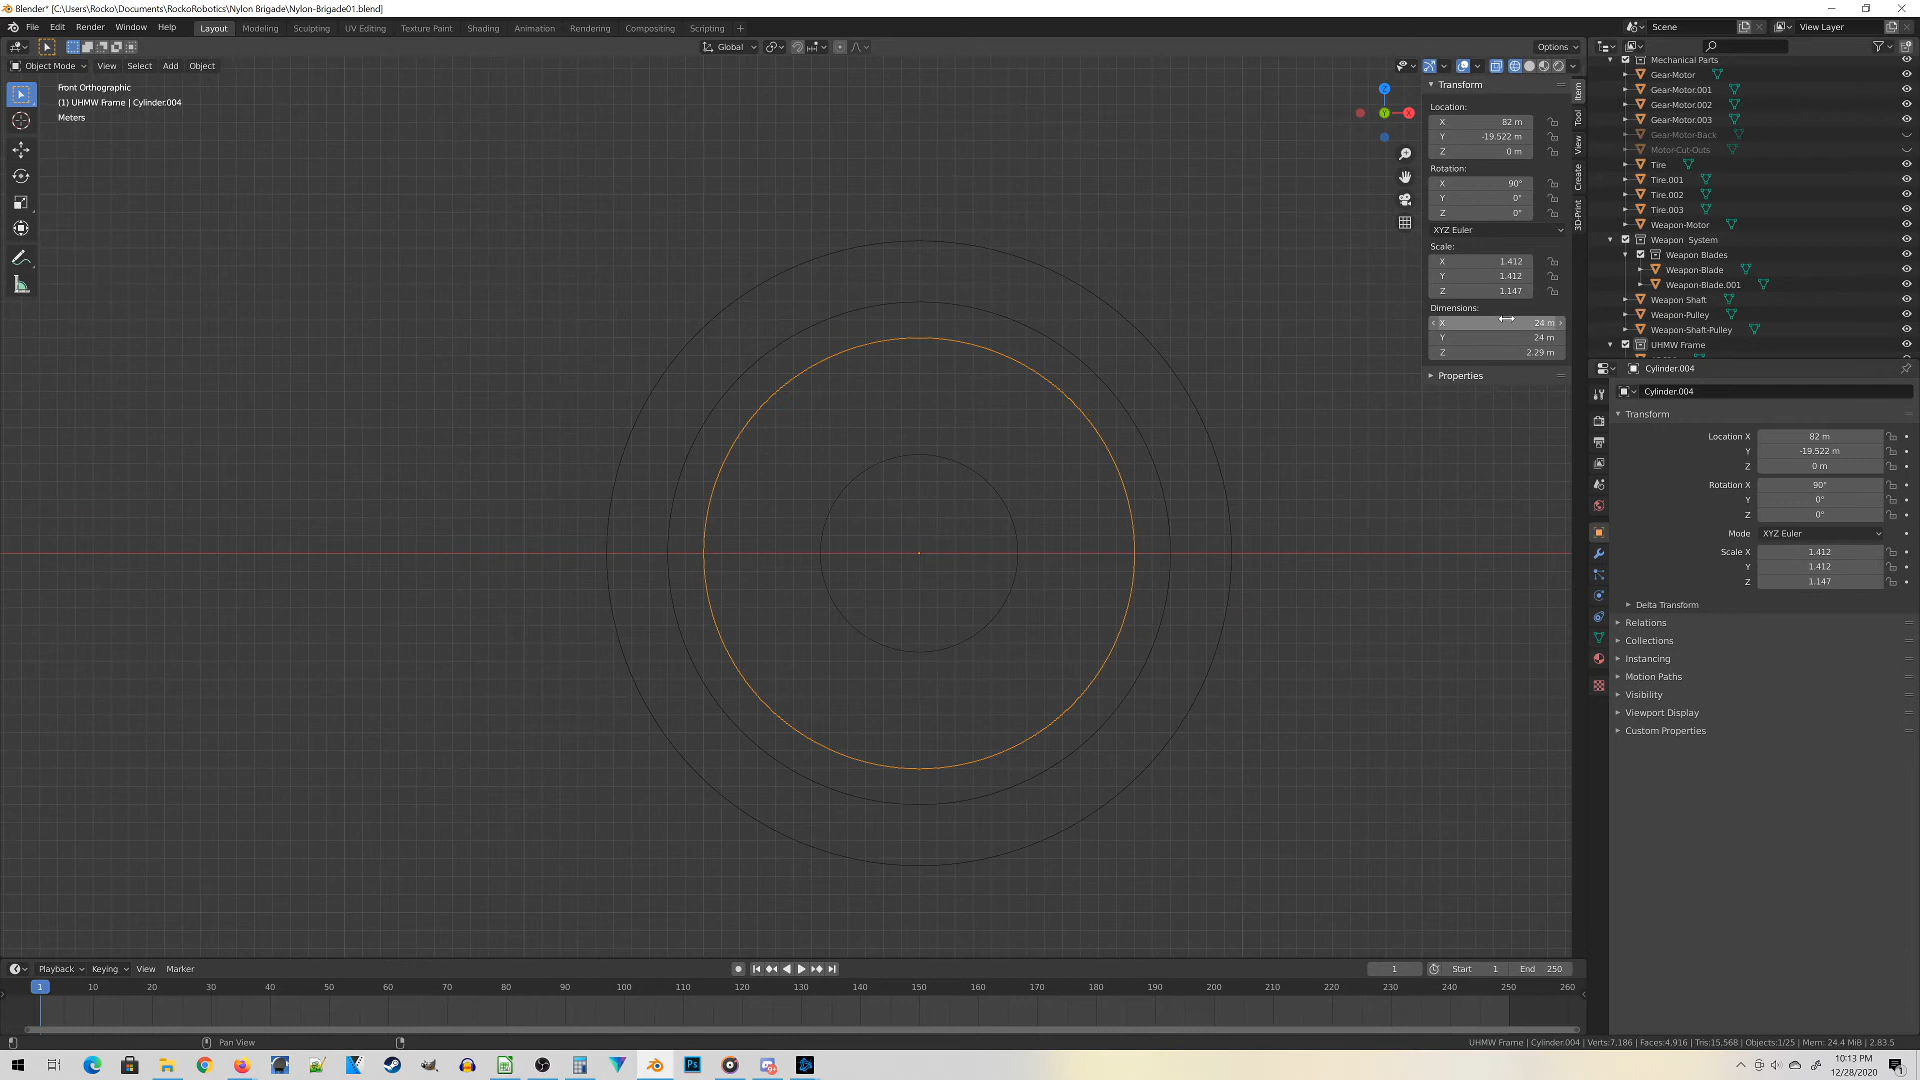 Blender* [C:\Users\Rocko\Documents\RockoRobotics\Nylon Brigade\Nylon-Brigade01.blend]
File Edit Render Window Help Layout Modeling Sculpting UV Editing Texture Paint Shading Animation Rendering Compositing Scripting + Scene View Layer
Global Options
Object Mode View Select Add Object
Front Orthographic
(1) UHMW Frame | Cylinder.004
Meters
Transform
Location:
X 82 m
Y -19.522 m
Z 0 m
Rotation:
X 90°
Y 0°
Z 0°
XYZ Euler
Scale:
X 1.412
Y 1.412
Z 1.147
Dimensions:
X 24 m
Y 24 m
Z 2.29 m
Properties
Item
Tool
View
Create
3D-Print
Z
Y
X
Mechanical Parts
Gear-Motor
Gear-Motor.001
Gear-Motor.002
Gear-Motor.003
Gear-Motor-Back
Motor-Cut-Outs
Tire
Tire.001
Tire.002
Tire.003
Weapon-Motor
Weapon System
Weapon Blades
Weapon-Blade
Weapon-Blade.001
Weapon Shaft
Weapon-Pulley
Weapon-Shaft-Pulley
UHMW Frame
Cylinder.004
Cylinder.004
Transform
Location X 82 m
Y -19.522 m
Z 0 m
Rotation X 90°
Y 0°
Z 0°
Mode XYZ Euler
Scale X 1.412
Y 1.412
Z 1.147
Delta Transform
Relations
Collections
Instancing
Motion Paths
Visibility
Viewport Display
Custom Properties
Playback Keying View Marker 1 Start 1 End 250
1 10 20 30 40 50 60 70 80 90 100 110 120 130 140 150 160 170 180 190 200 210 220 230 240 250 260
Pan View
UHMW Frame | Cylinder.004 | Verts:7,186 | Faces:4,916 | Tris:15,568 | Objects:1/25 | Mem: 24.4 MiB | 2.83.5
Ps
10:13 PM
12/28/2020